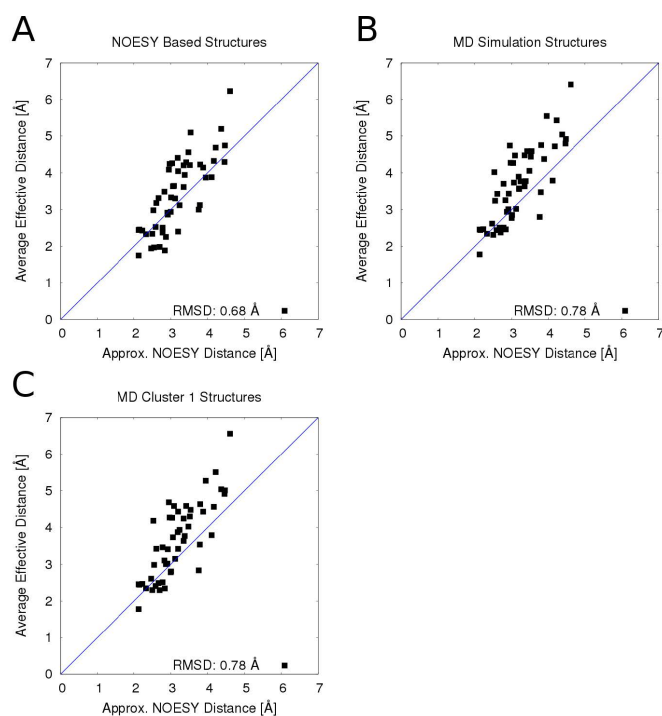 A
NOESY Based Structures
Average Effective Distance [Å]
7
6
5
4
3
2
1
0
RMSD: 0.68 Å
0 1 2 3 4 5 6 7
Approx. NOESY Distance [Å]
B
MD Simulation Structures
Average Effective Distance [Å]
7
6
5
4
3
2
1
0
RMSD: 0.78 Å
0 1 2 3 4 5 6 7
Approx. NOESY Distance [Å]
C
MD Cluster 1 Structures
Average Effective Distance [Å]
7
6
5
4
3
2
1
0
RMSD: 0.78 Å
0 1 2 3 4 5 6 7
Approx. NOESY Distance [Å]